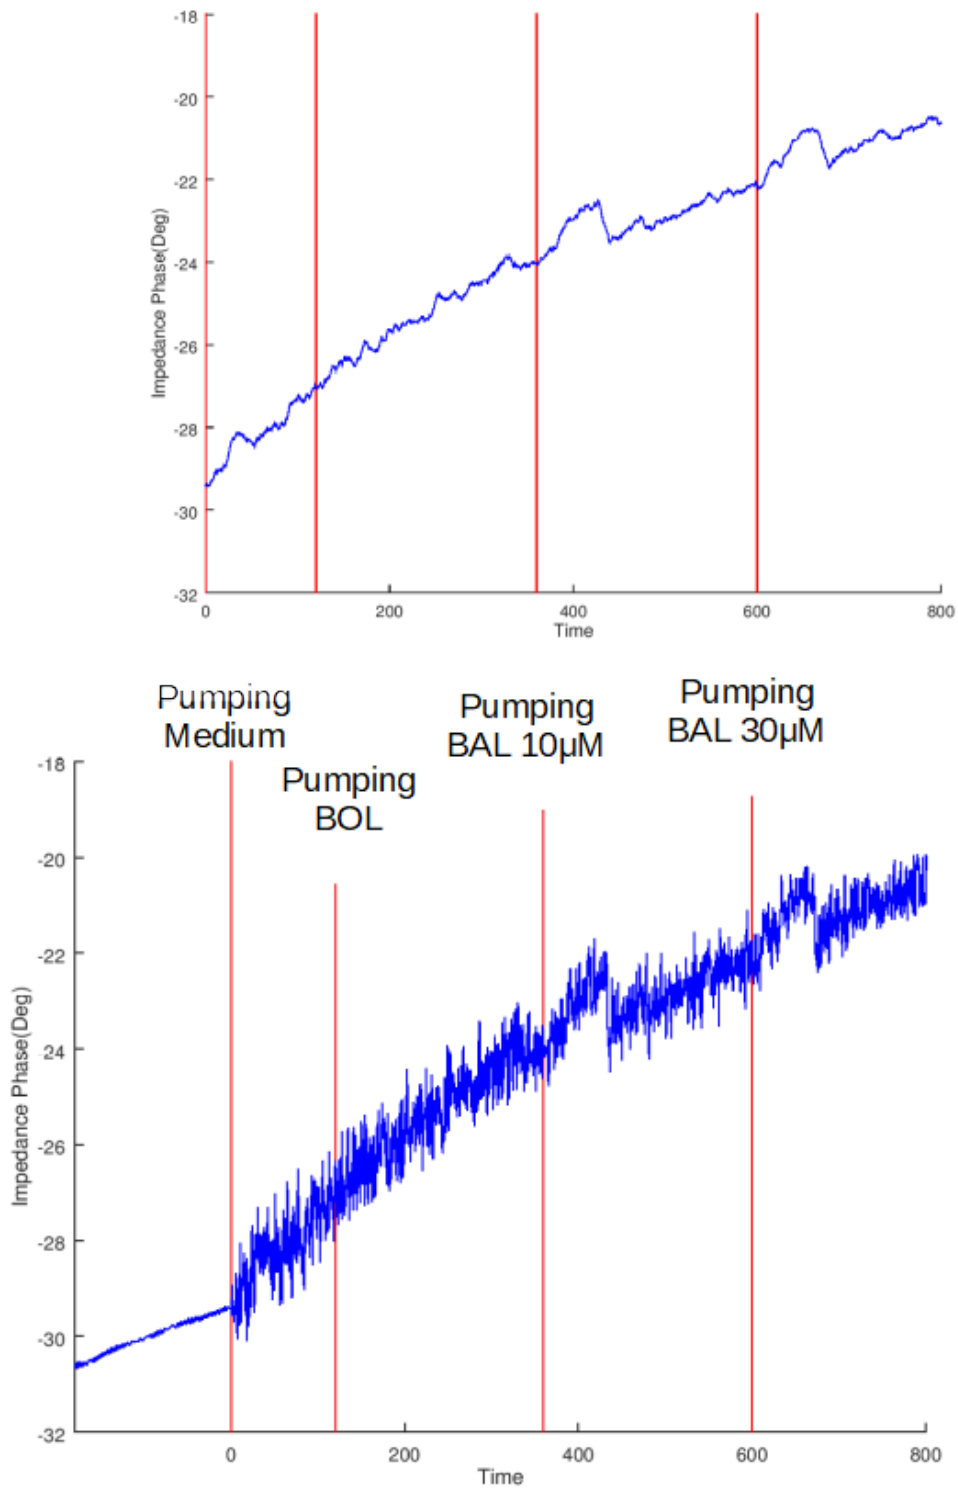 -18
-20
-22
-24
-26
-28
-30
-32
Impedance Phase(Deg)
0 200 400 600 800
Time
Pumping
Medium
Pumping
BOL
Pumping
BAL 10µM
Pumping
BAL 30µM
-18
-20
-22
-24
-26
-28
-30
-32
Impedance Phase(Deg)
0 200 400 600 800
Time